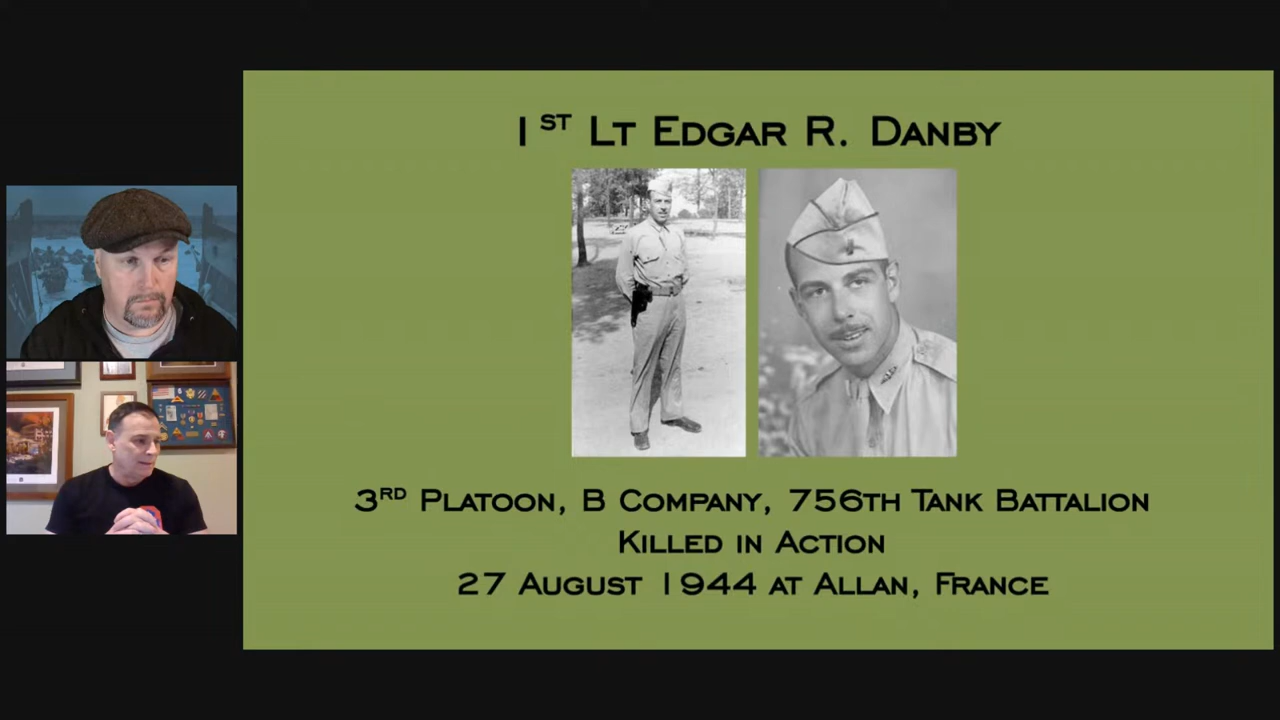 1ST LT EDGAR R. DANBY
3RD PLATOON, B COMPANY, 756TH TANK BATTALION
KILLED IN ACTION
27 AUGUST 1944 AT ALLAN, FRANCE